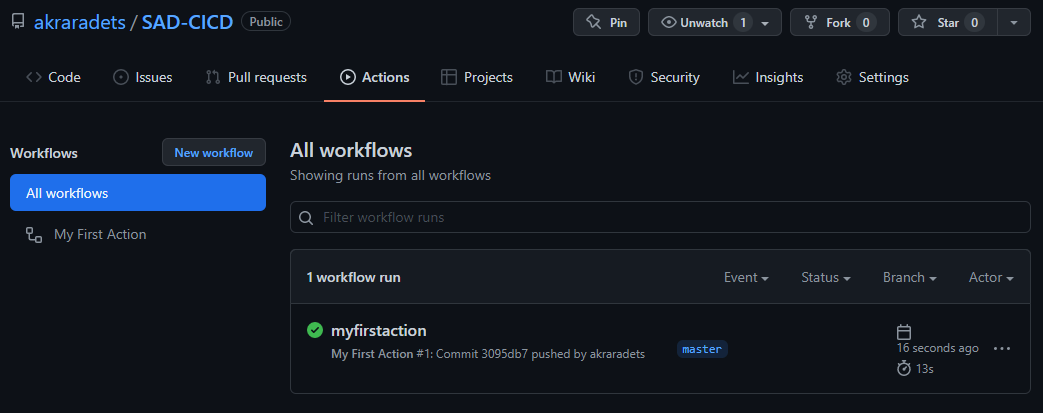 akraradets / SAD-CICD Public Pin Unwatch 1 Fork 0 Star 0
Code Issues Pull requests Actions Projects Wiki Security Insights Settings
Workflows New workflow
All workflows
My First Action
All workflows
Showing runs from all workflows
Filter workflow runs
1 workflow run Event Status Branch Actor
myfirstaction
My First Action #1: Commit 3095db7 pushed by akraradets
master
16 seconds ago
13s